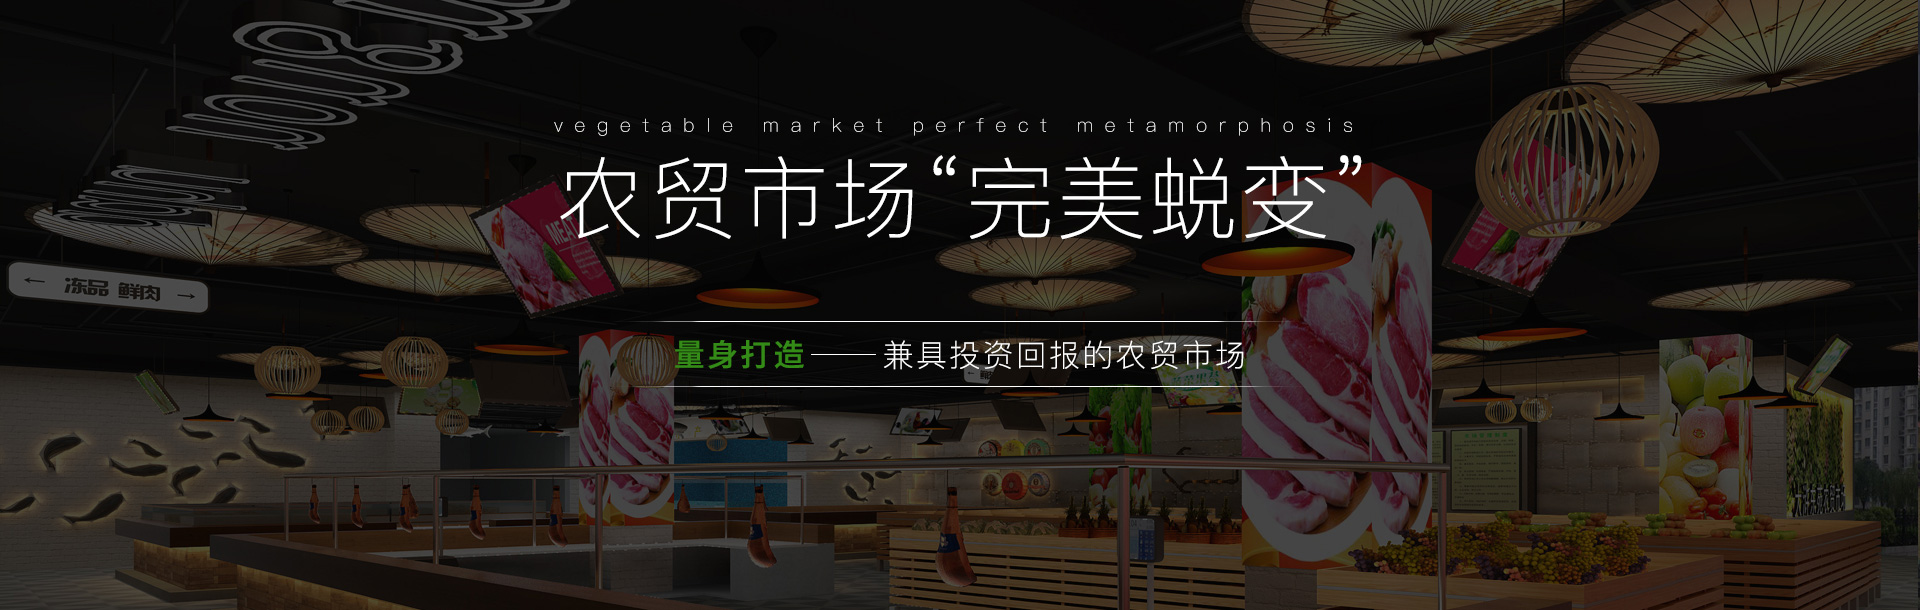 vegetable market perfect metamorphosis
农贸市场“完美蜕变”
MEAT
← 冻品 鲜肉 →
量身打造——兼具投资回报的农贸市场